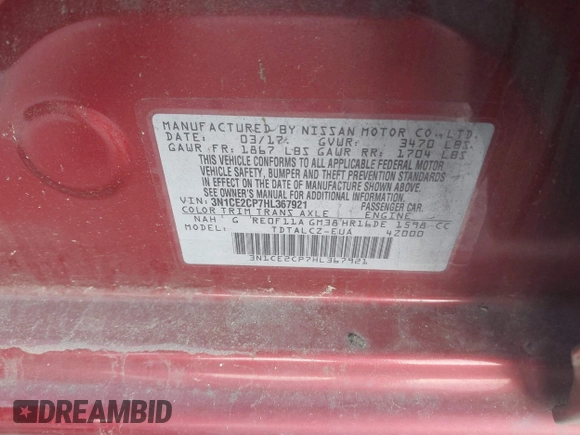 MANUFACTURED BY NISSAN MOTOR CO.,LTD.
DATE: 03/17 GVWR: 3470 LBS
GAWR FR: 1867 LBS GAWR RR: 1704 LBS
THIS VEHICLE CONFORMS TO ALL APPLICABLE FEDERAL MOTOR
VEHICLE SAFETY, BUMPER AND THEFT PREVENTION STANDARDS
IN EFFECT ON THE DATE OF MANUFACTURE SHOWN ABOVE.
SEE OWNER'S MANUAL FOR ADDITIONAL INFORMATION.
VIN: 3N1CE2CP7HL367921 PASSENGER CAR
COLOR TRIM TRANS AXLE ENGINE
NAH G RE0F11A GM38 HR16DE 1598 CC
TDTALCZ-EUA 42000
3N1CE2CP7HL367921
DREAMBID